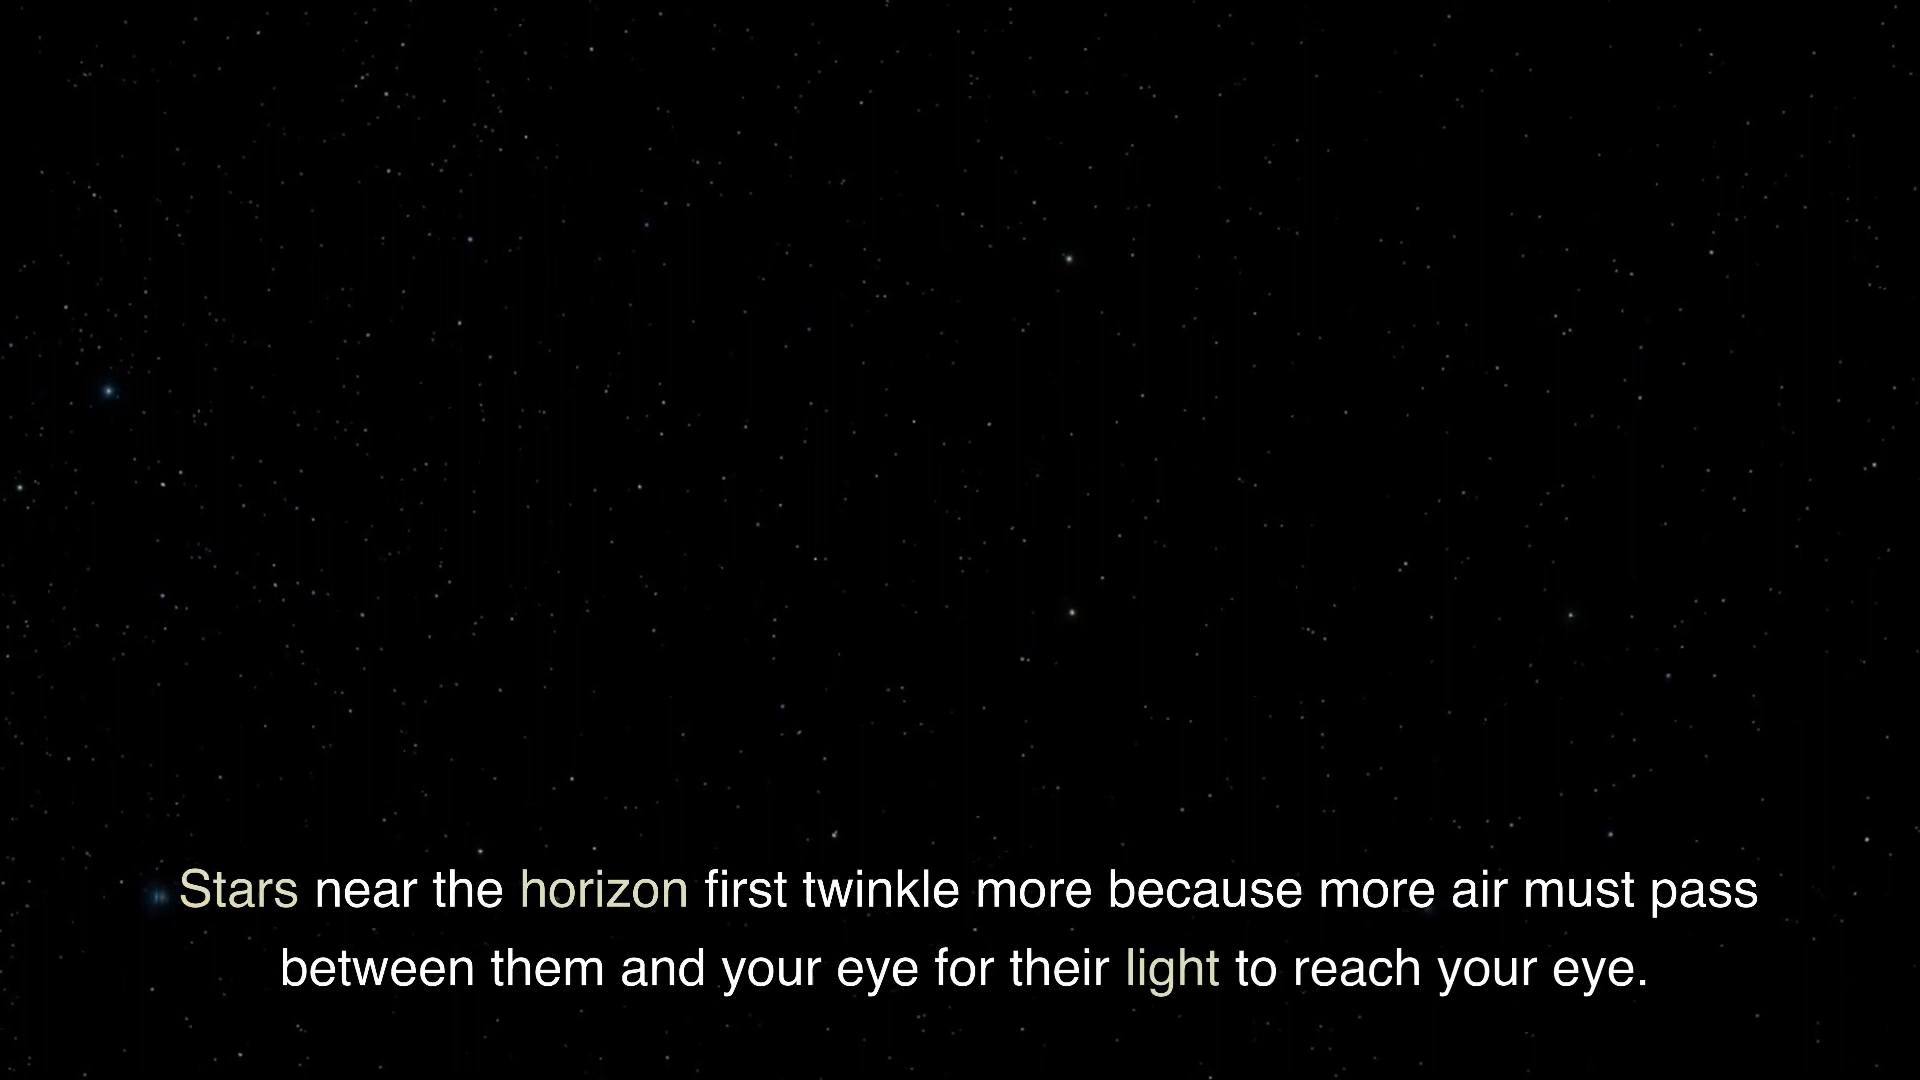 Stars near the horizon first twinkle more because more air must pass
between them and your eye for their light to reach your eye.